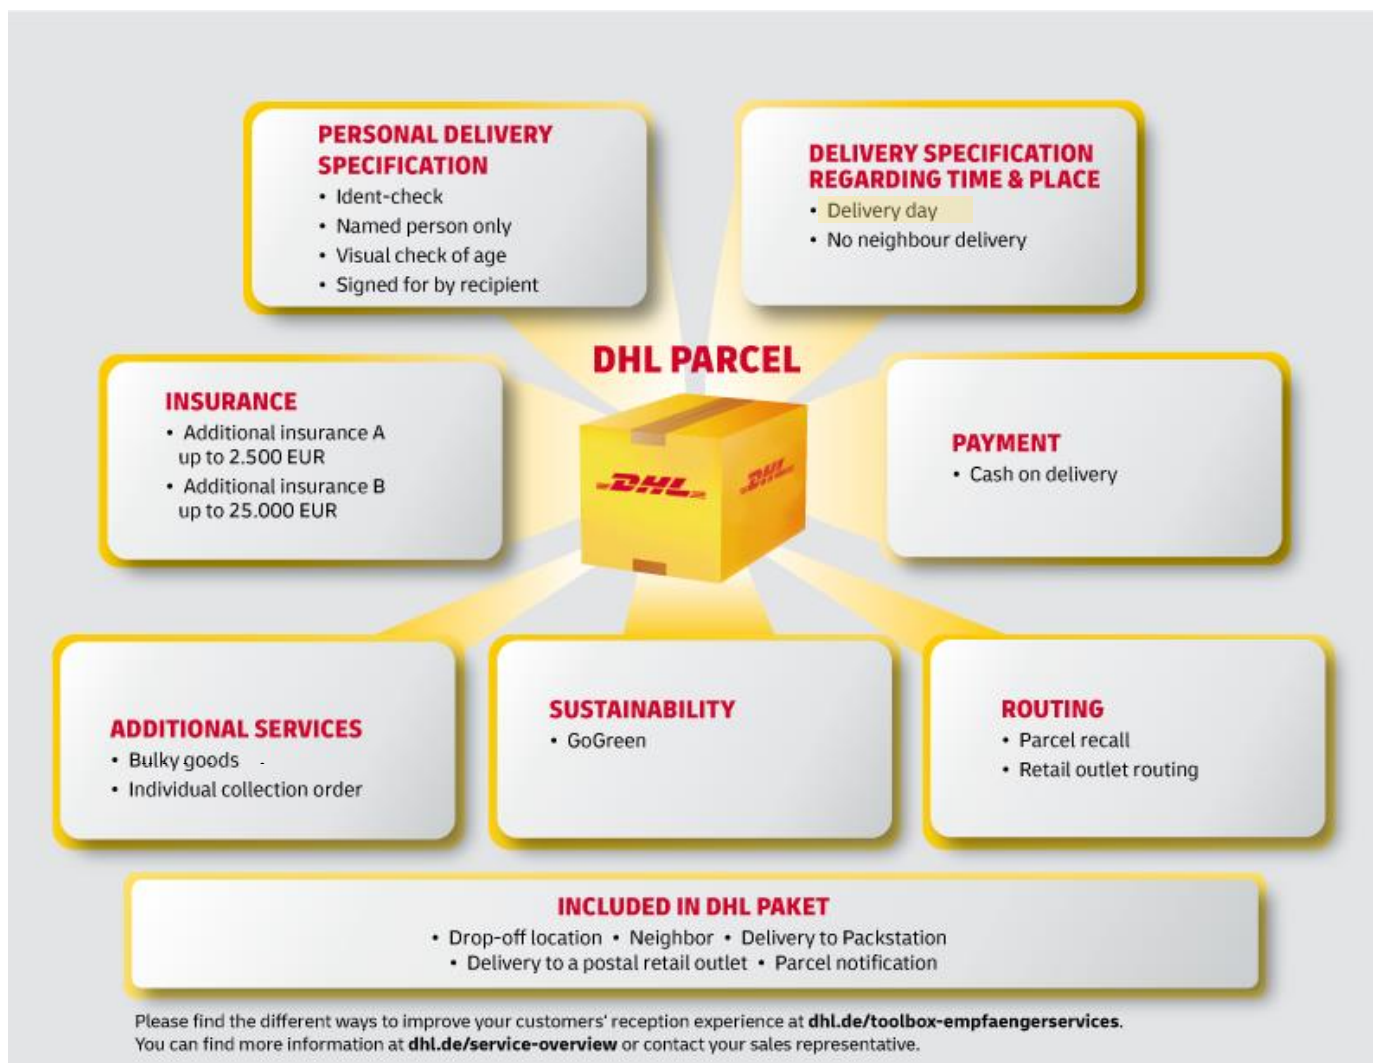 PERSONAL DELIVERY
SPECIFICATION
• Ident-check
• Named person only
• Visual check of age
• Signed for by recipient
DELIVERY SPECIFICATION
REGARDING TIME & PLACE
• Delivery day
• No neighbour delivery
DHL PARCEL
INSURANCE
• Additional insurance A
up to 2.500 EUR
• Additional insurance B
up to 25.000 EUR
DHL
DHL
PAYMENT
• Cash on delivery
ADDITIONAL SERVICES
• Bulky goods -
• Individual collection order
SUSTAINABILITY
• GoGreen
ROUTING
• Parcel recall
• Retail outlet routing
INCLUDED IN DHL PAKET
• Drop-off location • Neighbor • Delivery to Packstation
• Delivery to a postal retail outlet • Parcel notification
Please find the different ways to improve your customers' reception experience at dhl.de/toolbox-empfaengerservices.
You can find more information at dhl.de/service-overview or contact your sales representative.